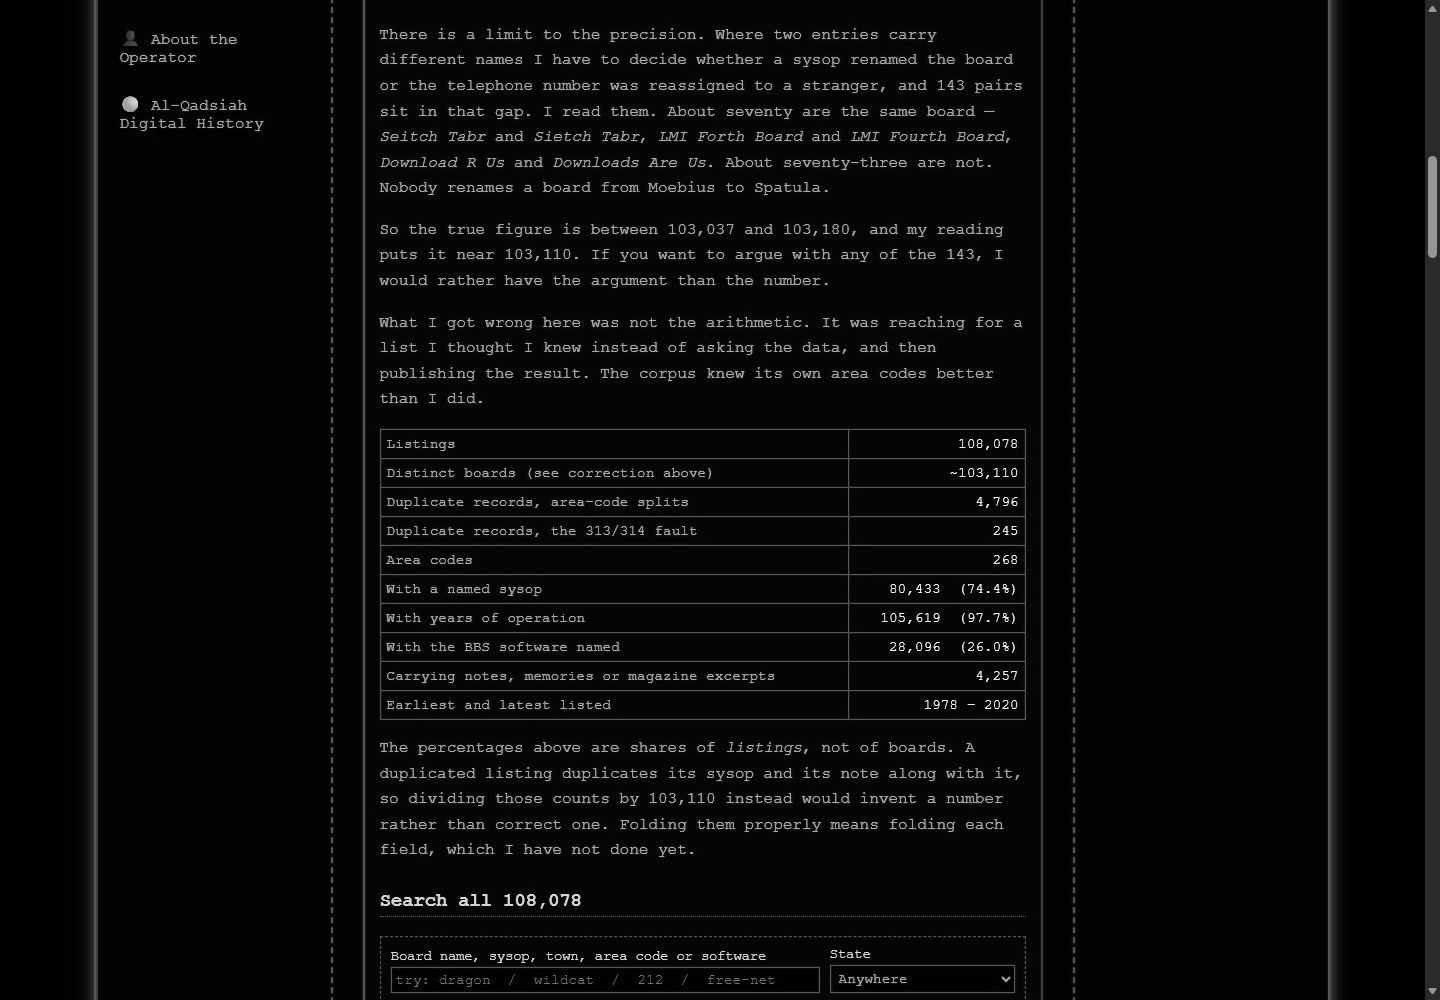 About the
Operator
Al-Qadsiah
Digital History
There is a limit to the precision. Where two entries carry
different names I have to decide whether a sysop renamed the board
or the telephone number was reassigned to a stranger, and 143 pairs
sit in that gap. I read them. About seventy are the same board —
Seitch Tabr and Sietch Tabr, LMI Forth Board and LMI Fourth Board,
Download R Us and Downloads Are Us. About seventy-three are not.
Nobody renames a board from Moebius to Spatula.
So the true figure is between 103,037 and 103,180, and my reading
puts it near 103,110. If you want to argue with any of the 143, I
would rather have the argument than the number.
What I got wrong here was not the arithmetic. It was reaching for a
list I thought I knew instead of asking the data, and then
publishing the result. The corpus knew its own area codes better
than I did.
Listings 108,078
Distinct boards (see correction above) ~103,110
Duplicate records, area-code splits 4,796
Duplicate records, the 313/314 fault 245
Area codes 268
With a named sysop 80,433 (74.4%)
With years of operation 105,619 (97.7%)
With the BBS software named 28,096 (26.0%)
Carrying notes, memories or magazine excerpts 4,257
Earliest and latest listed 1978 – 2020
The percentages above are shares of listings, not of boards. A
duplicated listing duplicates its sysop and its note along with it,
so dividing those counts by 103,110 instead would invent a number
rather than correct one. Folding them properly means folding each
field, which I have not done yet.
Search all 108,078
Board name, sysop, town, area code or software State
try: dragon / wildcat / 212 / free-net Anywhere